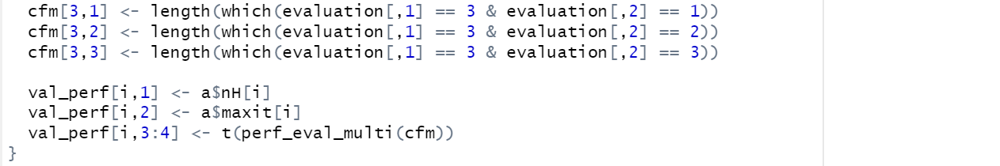 cfm[3,1] <- length(which(evaluation[,1] == 3 & evaluation[,2] == 1))
cfm[3,2] <- length(which(evaluation[,1] == 3 & evaluation[,2] == 2))
cfm[3,3] <- length(which(evaluation[,1] == 3 & evaluation[,2] == 3))
val_perf[i,1] <- a$nH[i]
val_perf[i,2] <- a$maxit[i]
val_perf[i,3:4] <- t(perf_eval_multi(cfm))
}